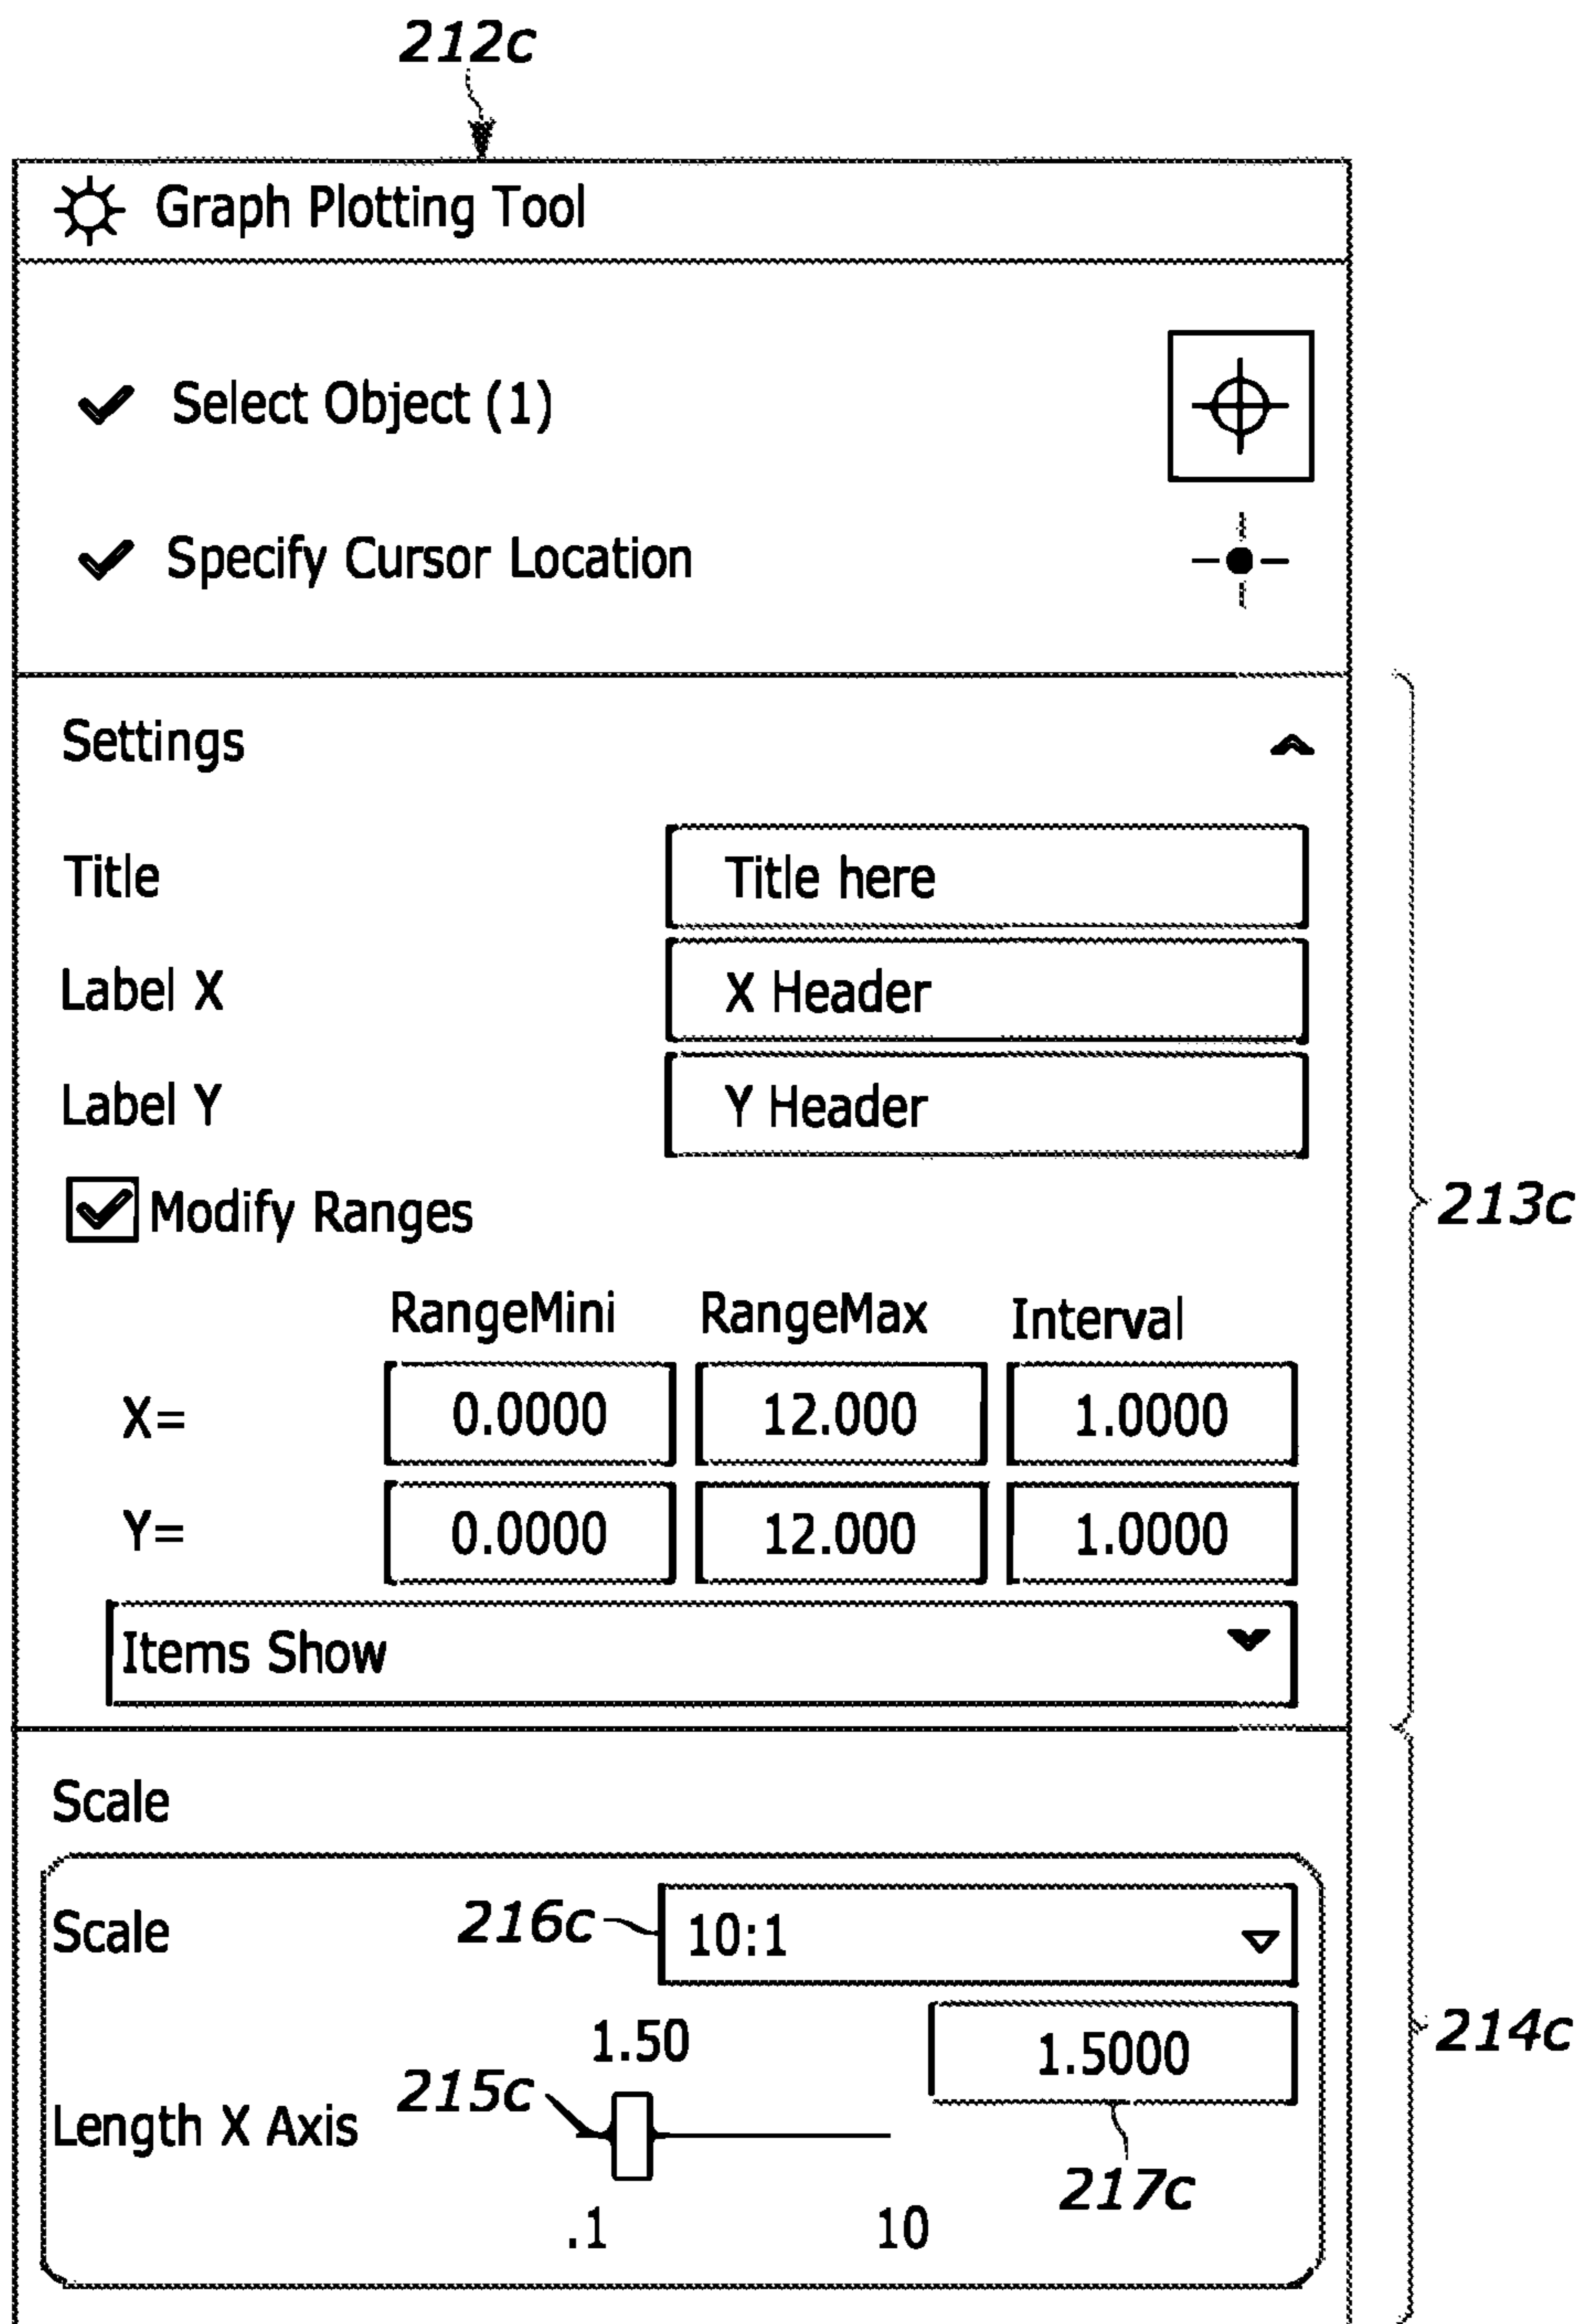 212c
Graph Plotting Tool
Select Object (1)
Specify Cursor Location
Settings
Title Title here
Label X X Header
Label Y Y Header
Modify Ranges
213c
RangeMini RangeMax Interval
X= 0.0000 12.000 1.0000
Y= 0.0000 12.000 1.0000
Items Show
Scale
Scale 216c 10:1
1.50 1.5000
214c
Length X Axis 215c
217c
.1 10